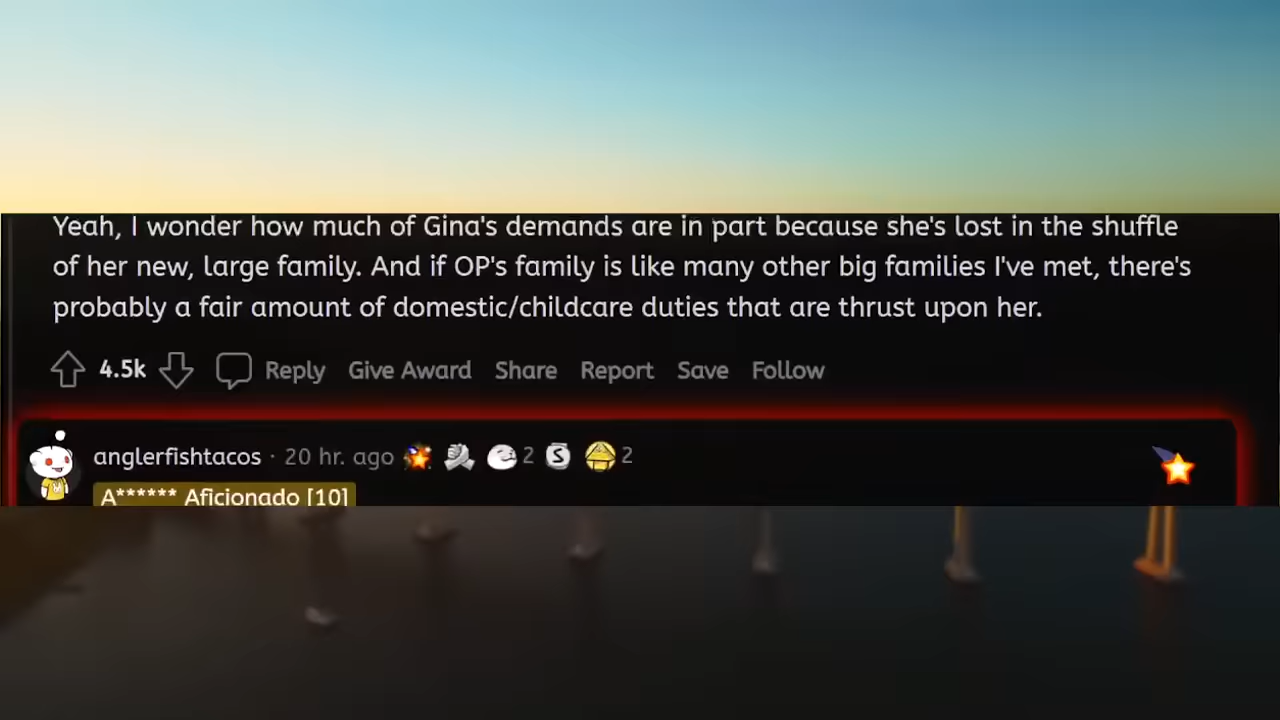 Yeah, I wonder how much of Gina's demands are in part because she's lost in the shuffle
of her new, large family. And if OP's family is like many other big families I've met, there's
probably a fair amount of domestic/childcare duties that are thrust upon her.
4.5k Reply Give Award Share Report Save Follow
anglerfishtacos · 20 hr. ago 2 S 2
A****** Aficionado [10]